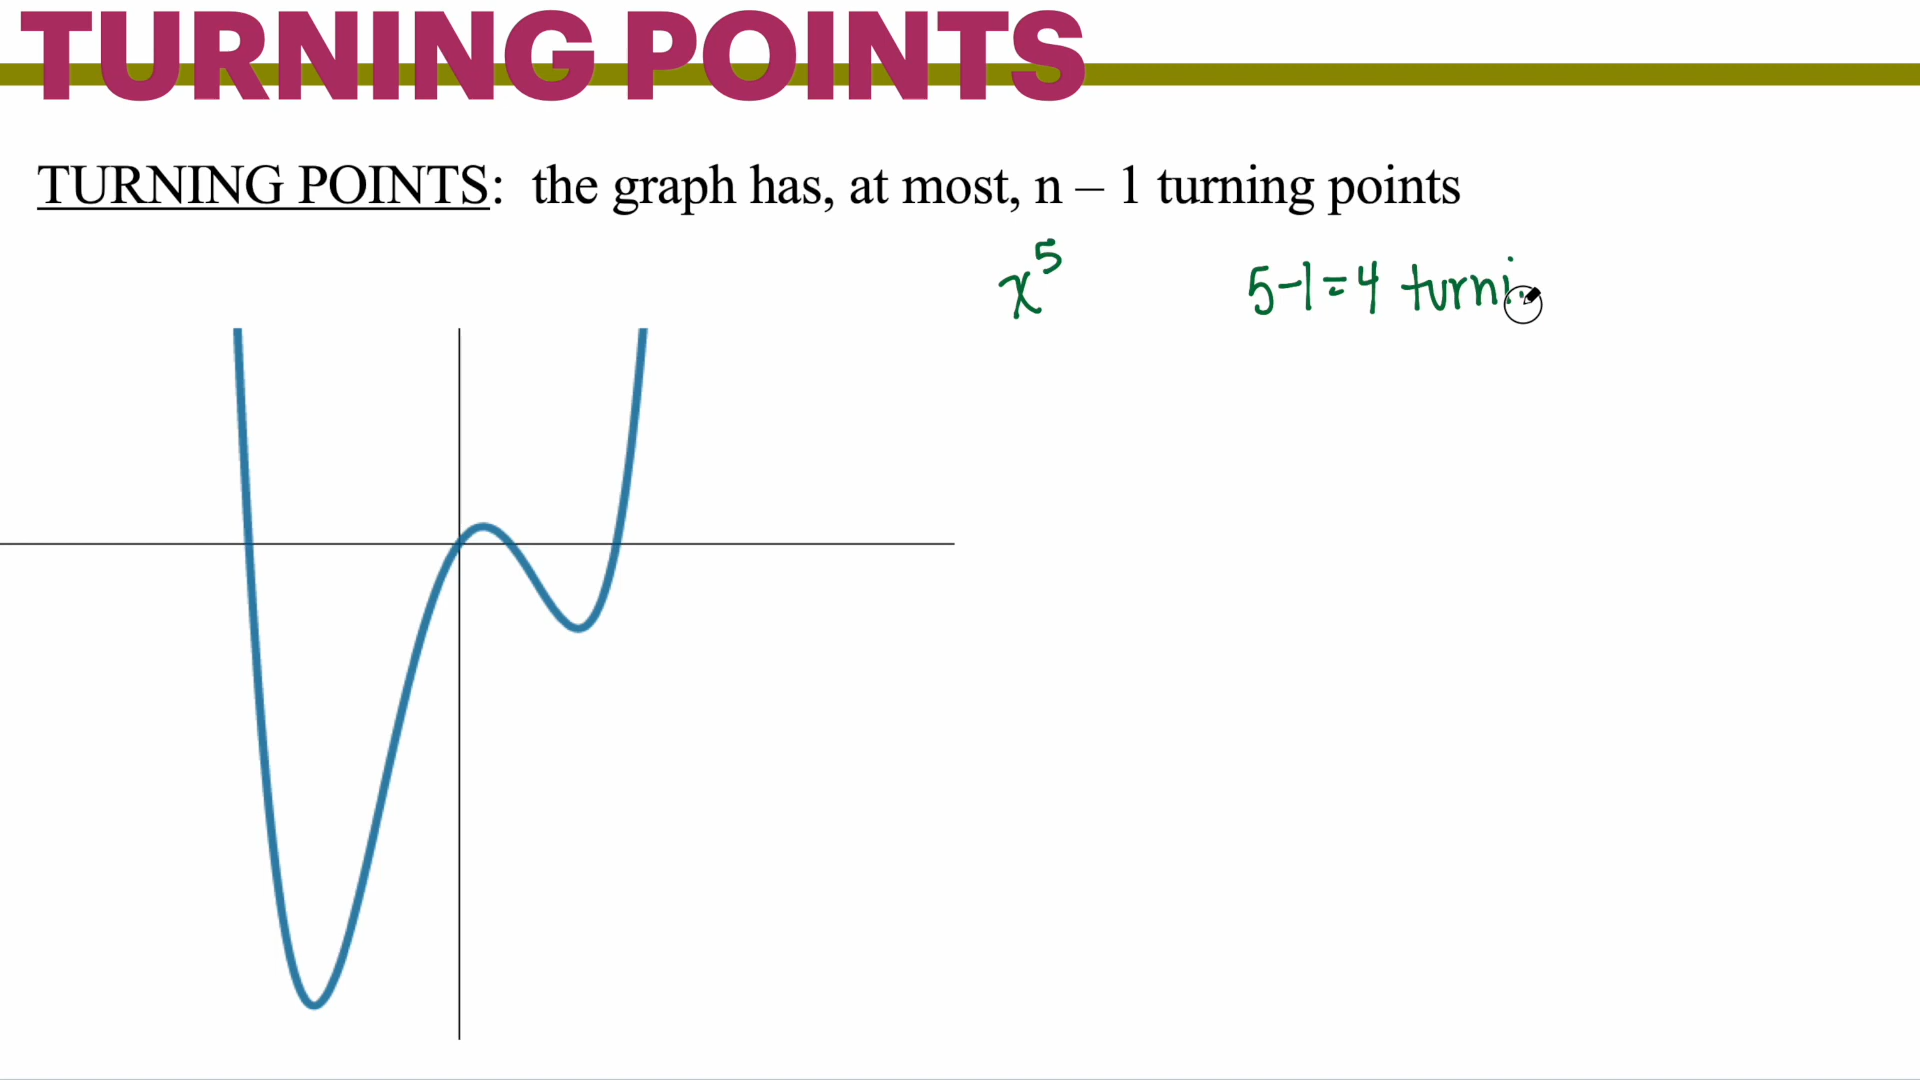 TURNING POINTS
TURNING POINTS: the graph has, at most, n – 1 turning points
x⁵ 5-1=4 turni